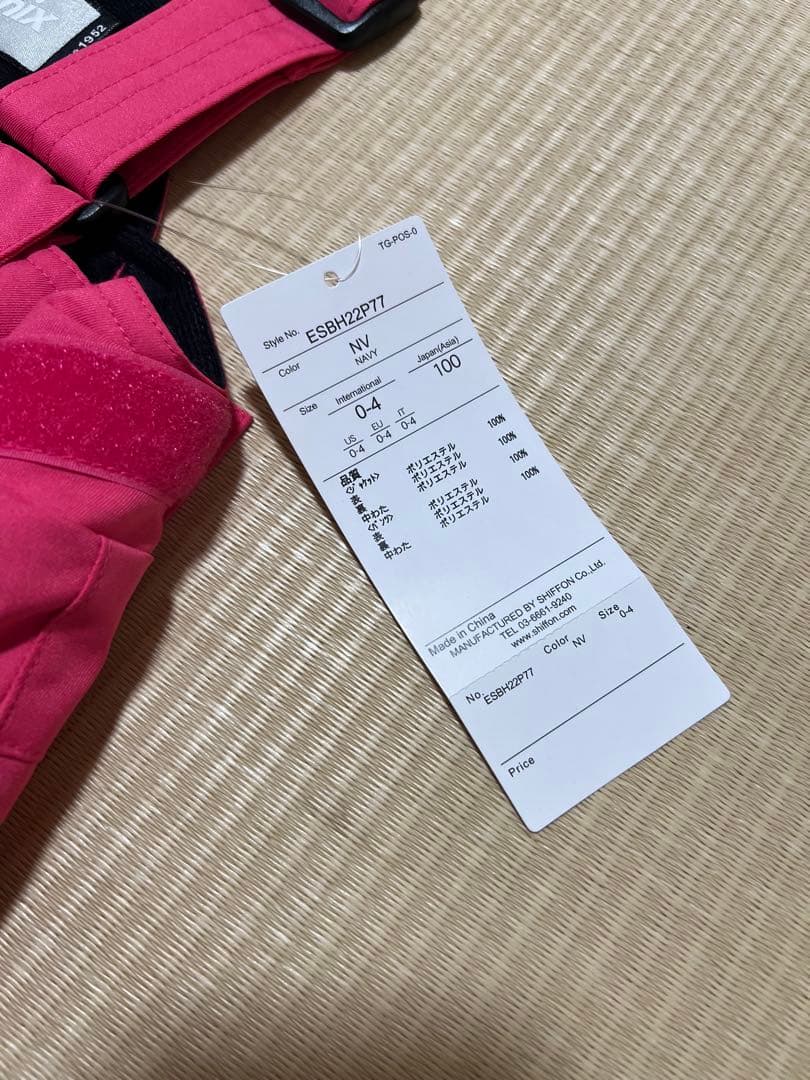 nix
1952
TG-POS-0
Style No. ESBH22P77
Color NV
NAVY
Size International Japan(Asia)
0-4 100
US EU IT
0-4 0-4 0-4
品質
<ジャケット>
表 ポリエステル 100%
裏 ポリエステル 100%
中わた ポリエステル 100%
<パンツ>
表 ポリエステル 100%
裏 ポリエステル
中わた ポリエステル
Made in China
MANUFACTURED BY SHIFFON Co.,Ltd.
TEL 03-6661-9240
www.shiffon.com
No. Color Size
ESBH22P77 NV 0-4
Price